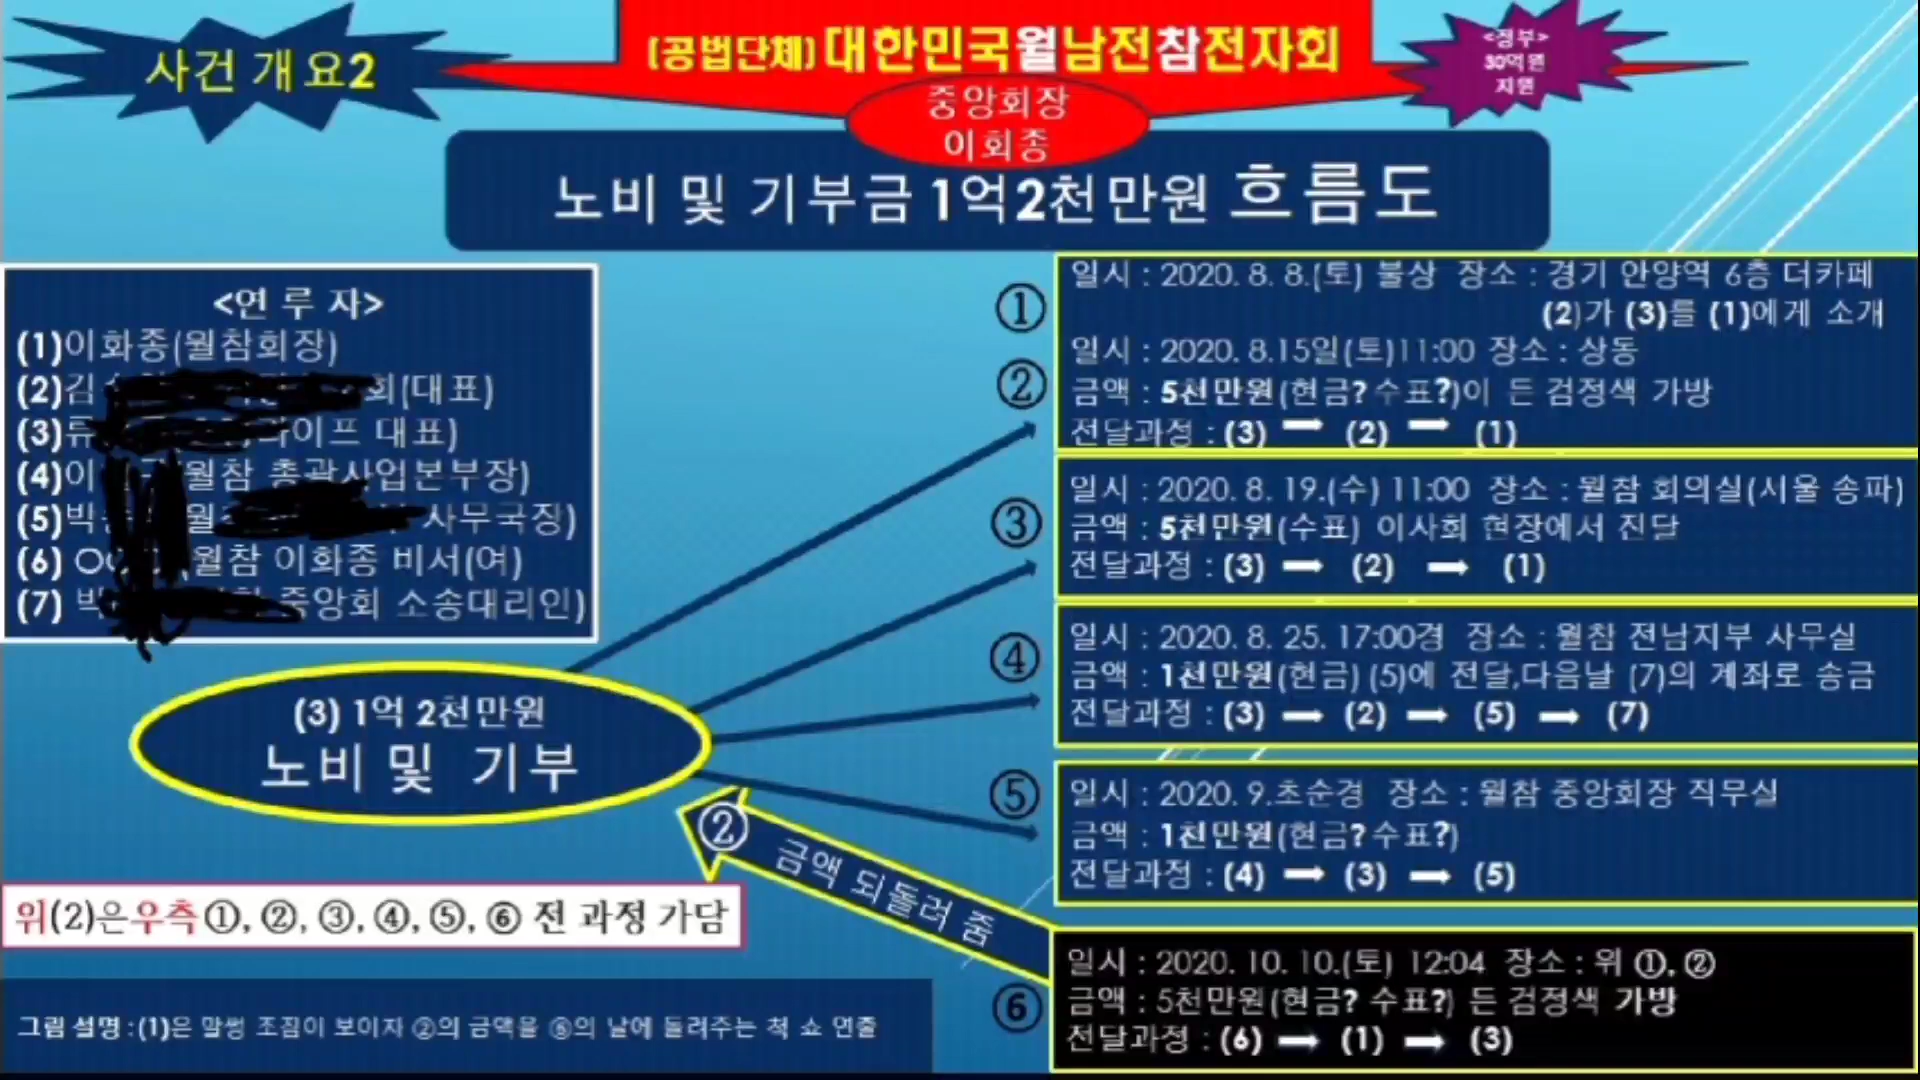 사건 개요2
(공법단체) 대한민국월남전참전자회
<정부>
30억원
지원
중앙회장
이회종
노비 및 기부금 1억2천만원 흐름도
<연 루 자>
(1)이화종(월참회장)
(2)김 회(대표)
(3)류 라이프 대표)
(4)이 월참 총괄사업본부장)
(5)박 월 사무국장)
(6) (월참 이화종 비서(여)
(7) 박 중앙회 소송대리인)
(3) 1억 2천만원
노비 및 기부
위(2)은우측①, ②, ③, ④, ⑤, ⑥ 전 과정 가담
그림 설명 : (1)은 말썽 조짐이 보이자 ②의 금액을 ⑥의 날에 돌려주는 척 쇼 연출
①
일시 : 2020. 8. 8.(토) 불상 장소 : 경기 안양역 6층 더카페
(2)가 (3)를 (1)에게 소개
②
일시 : 2020. 8.15일(토)11:00 장소 : 상동
금액 : 5천만원(현금? 수표?)이 든 검정색 가방
전달과정 : (3) ➡ (2) ➡ (1)
③
일시 : 2020. 8. 19.(수) 11:00 장소 : 월참 회의실(서울 송파)
금액 : 5천만원(수표) 이사회 현장에서 전달
전달과정 : (3) ➡ (2) ➡ (1)
④
일시 : 2020. 8. 25. 17:00경 장소 : 월참 전남지부 사무실
금액 : 1천만원(현금) (5)에 전달,다음날 (7)의 계좌로 송금
전달과정 : (3) ➡ (2) ➡ (5) ➡ (7)
⑤
일시 : 2020. 9.초순경 장소 : 월참 중앙회장 직무실
금액 : 1천만원(현금? 수표?)
전달과정 : (4) ➡ (3) ➡ (5)
② 금액 되돌려 줌
⑥
일시 : 2020. 10. 10.(토) 12:04 장소 : 위 ①, ②
금액 : 5천만원(현금? 수표?) 든 검정색 가방
전달과정 : (6) ➡ (1) ➡ (3)